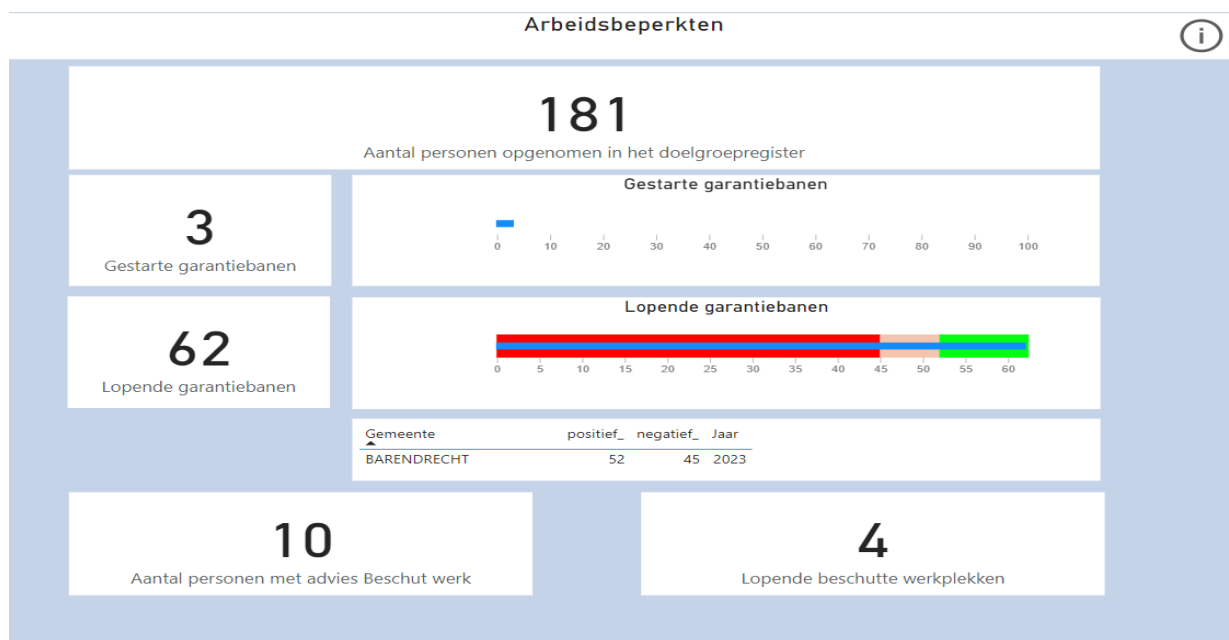 Arbeidsbeperkten
i
181
Aantal personen opgenomen in het doelgroepregister
3
Gestarte garantiebanen
Gestarte garantiebanen
0 10 20 30 40 50 60 70 80 90 100
62
Lopende garantiebanen
Lopende garantiebanen
0 5 10 15 20 25 30 35 40 45 50 55 60
Gemeente positief_ negatief_ Jaar
BARENDRECHT 52 45 2023
10
Aantal personen met advies Beschut werk
4
Lopende beschutte werkplekken